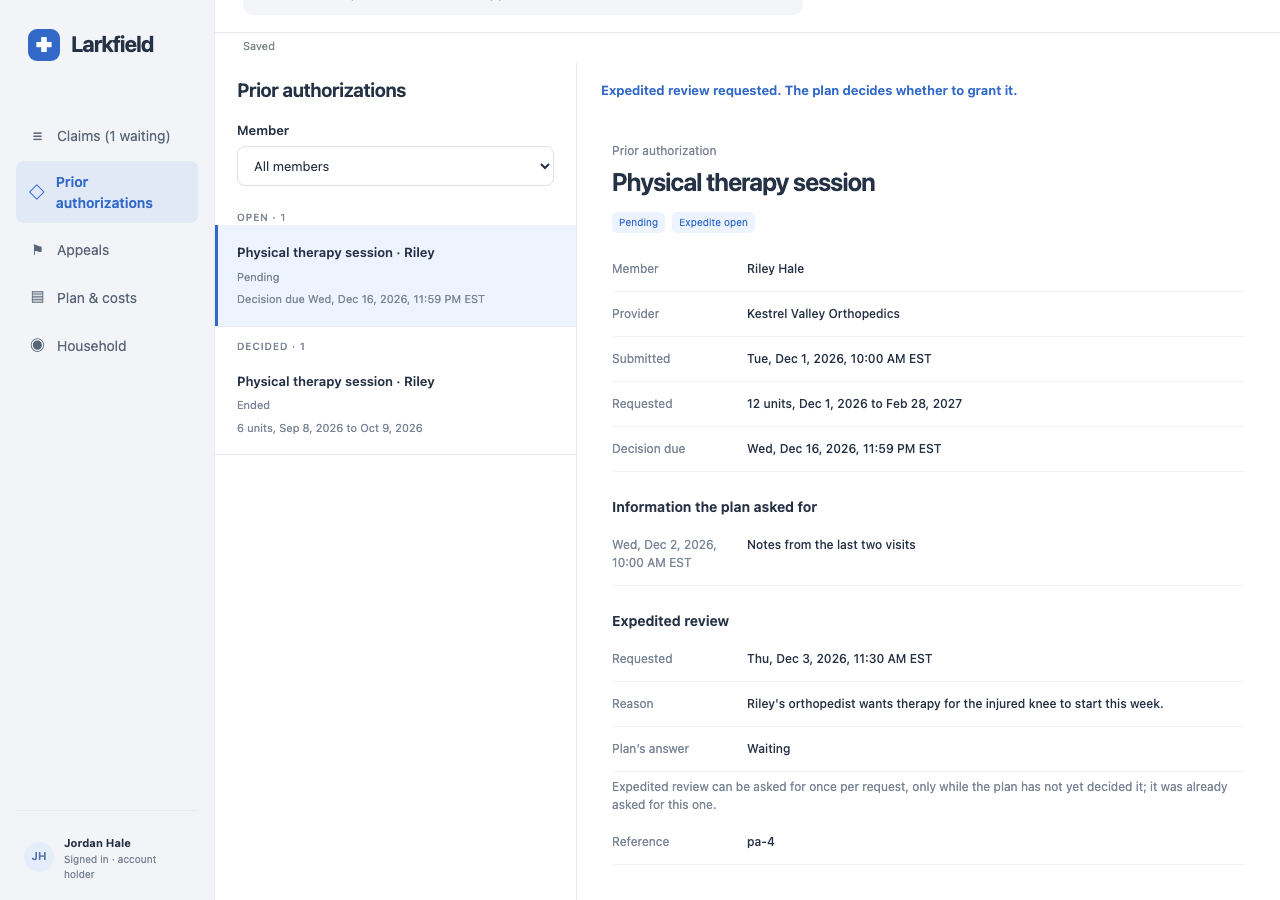 Larkfield
Claims (1 waiting)
Prior
authorizations
Appeals
Plan & costs
Household
JH
Jordan Hale
Signed in · account
holder
Saved
Prior authorizations
Member
All members
OPEN · 1
Physical therapy session · Riley
Pending
Decision due Wed, Dec 16, 2026, 11:59 PM EST
DECIDED · 1
Physical therapy session · Riley
Ended
6 units, Sep 8, 2026 to Oct 9, 2026
Expedited review requested. The plan decides whether to grant it.
Prior authorization
Physical therapy session
Pending
Expedite open
Member
Riley Hale
Provider
Kestrel Valley Orthopedics
Submitted
Tue, Dec 1, 2026, 10:00 AM EST
Requested
12 units, Dec 1, 2026 to Feb 28, 2027
Decision due
Wed, Dec 16, 2026, 11:59 PM EST
Information the plan asked for
Wed, Dec 2, 2026,
10:00 AM EST
Notes from the last two visits
Expedited review
Requested
Thu, Dec 3, 2026, 11:30 AM EST
Reason
Riley's orthopedist wants therapy for the injured knee to start this week.
Plan's answer
Waiting
Expedited review can be asked for once per request, only while the plan has not yet decided it; it was already
asked for this one.
Reference
pa-4